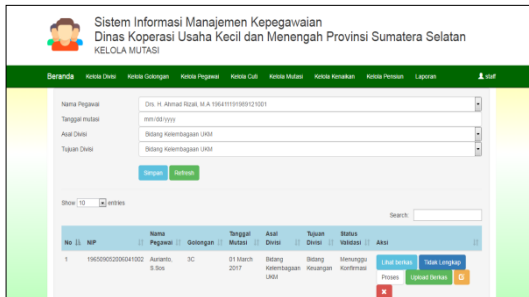 Sistem Informasi Manajemen Kepegawaian
Dinas Koperasi Usaha Kecil dan Menengah Provinsi Sumatera Selatan
KELOLA MUTASI
Beranda Kelola Divisi Kelola Golongan Kelola Pegawai Kelola Cuti Kelola Mutasi Kelola Kenaikan Kelola Pensiun Laporan staff
Nama Pegawai Drs. H. Ahmad Rizali, M.A 196411191989121001
Tanggal mutasi mm/dd/yyyy
Asal Divisi Bidang Kelembagaan UKM
Tujuan Divisi Bidang Kelembagaan UKM
Simpan Refresh
Show 10 entries
Search:
No NIP Nama Pegawai Golongan Tanggal Mutasi Asal Divisi Tujuan Divisi Status Validasi Aksi
1 196509052006041002 Aurianto, S.Sos 3C 01 March 2017 Bidang Kelembagaan UKM Bidang Keuangan Menunggu Konfirmasi Lihat Berkas Tidak Lengkap
Proses Upload Berkas